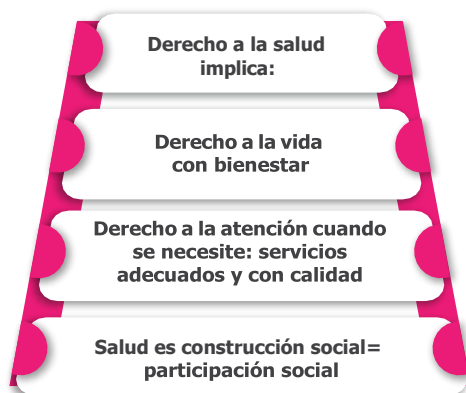 Derecho a la salud
implica:
Derecho a la vida
con bienestar
Derecho a la atención cuando
se necesite: servicios
adecuados y con calidad
Salud es construcción social=
participación social